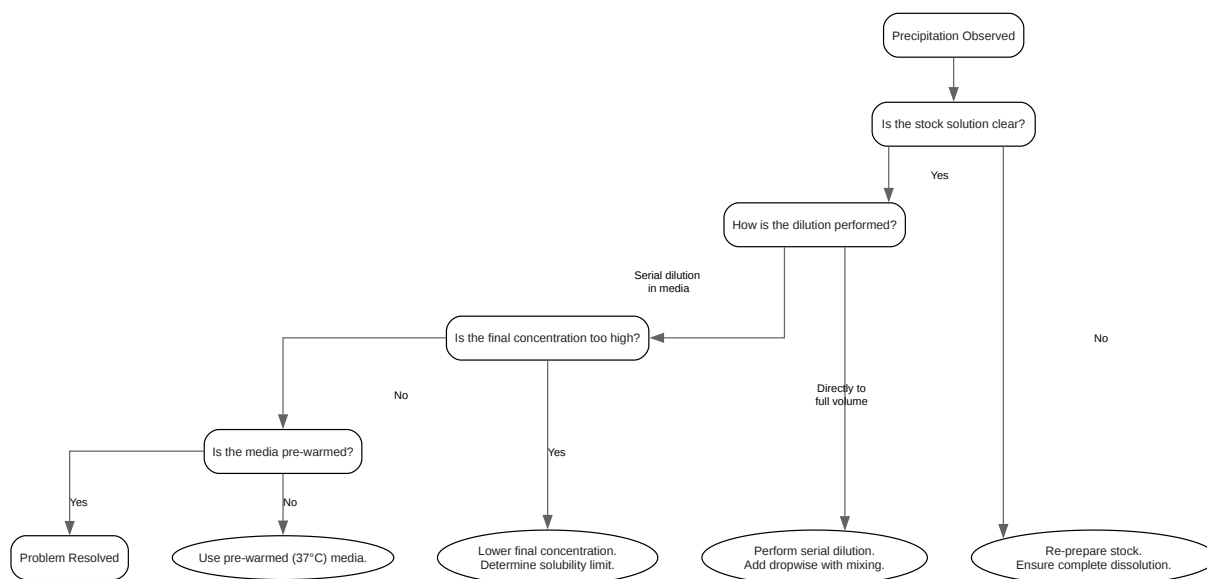 Precipitation Observed
Is the stock solution clear?
Yes
How is the dilution performed?
Serial dilution
in media
Is the final concentration too high?
No
Directly to
full volume
No
Is the media pre-warmed?
Yes
Yes
No
Problem Resolved
Use pre-warmed (37°C) media.
Lower final concentration.
Determine solubility limit.
Perform serial dilution.
Add dropwise with mixing.
Re-prepare stock.
Ensure complete dissolution.